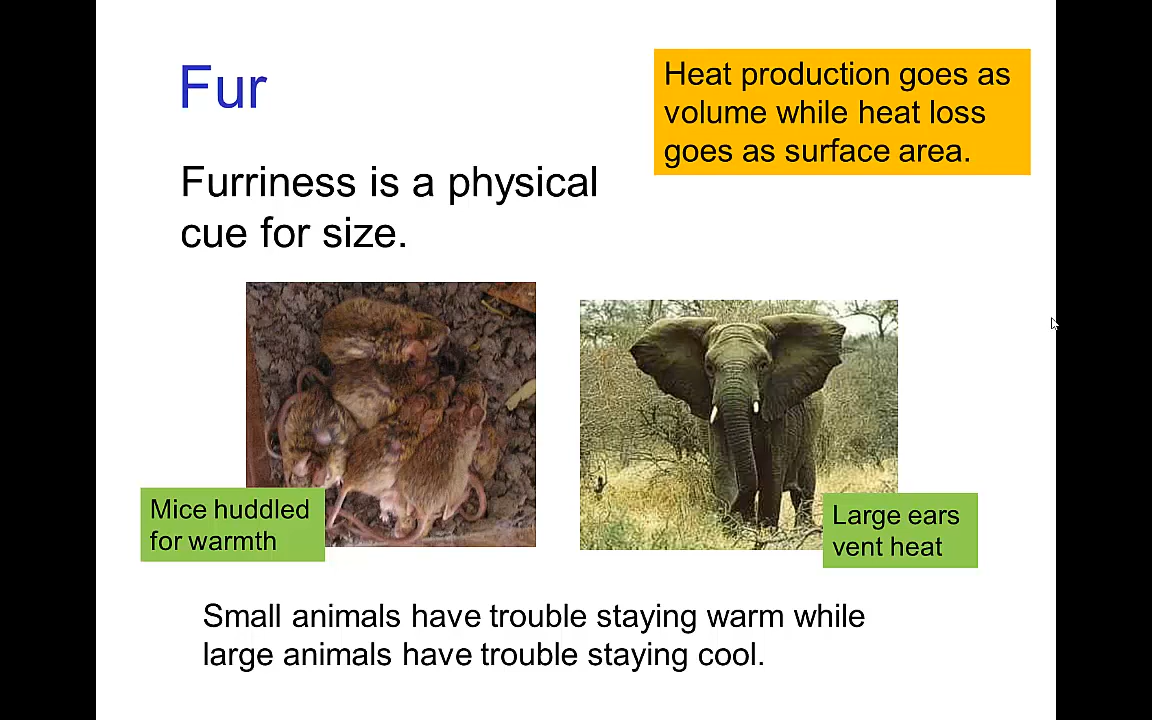 Fur
Heat production goes as
volume while heat loss
goes as surface area.
Furriness is a physical
cue for size.
Mice huddled
for warmth
Large ears
vent heat
Small animals have trouble staying warm while
large animals have trouble staying cool.